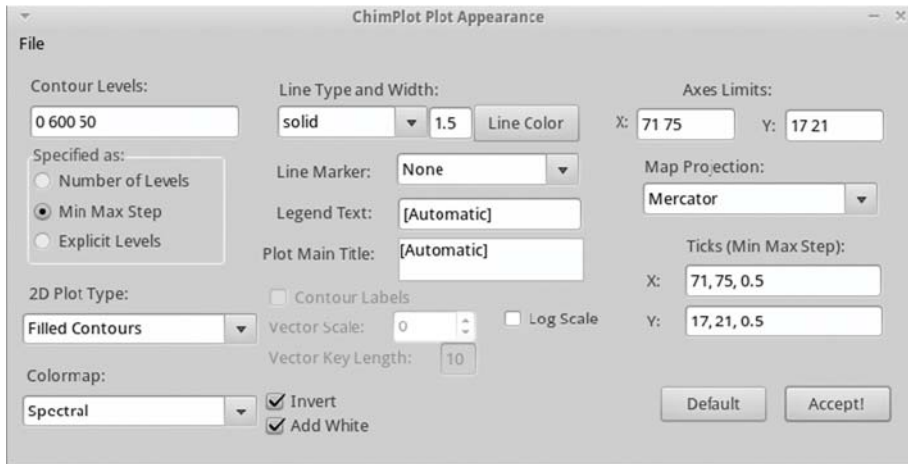 ChimPlot Plot Appearance
File
Contour Levels:
0 600 50
Specified as:
Number of Levels
Min Max Step
Explicit Levels
2D Plot Type:
Filled Contours
Colormap:
Spectral
Line Type and Width:
solid 1.5 Line Color
Line Marker: None
Legend Text: [Automatic]
Plot Main Title: [Automatic]
Contour Labels
Vector Scale: 0 Log Scale
Vector Key Length: 10
Invert
Add White
Axes Limits:
X: 71 75 Y: 17 21
Map Projection:
Mercator
Ticks (Min Max Step):
X: 71, 75, 0.5
Y: 17, 21, 0.5
Default Accept!